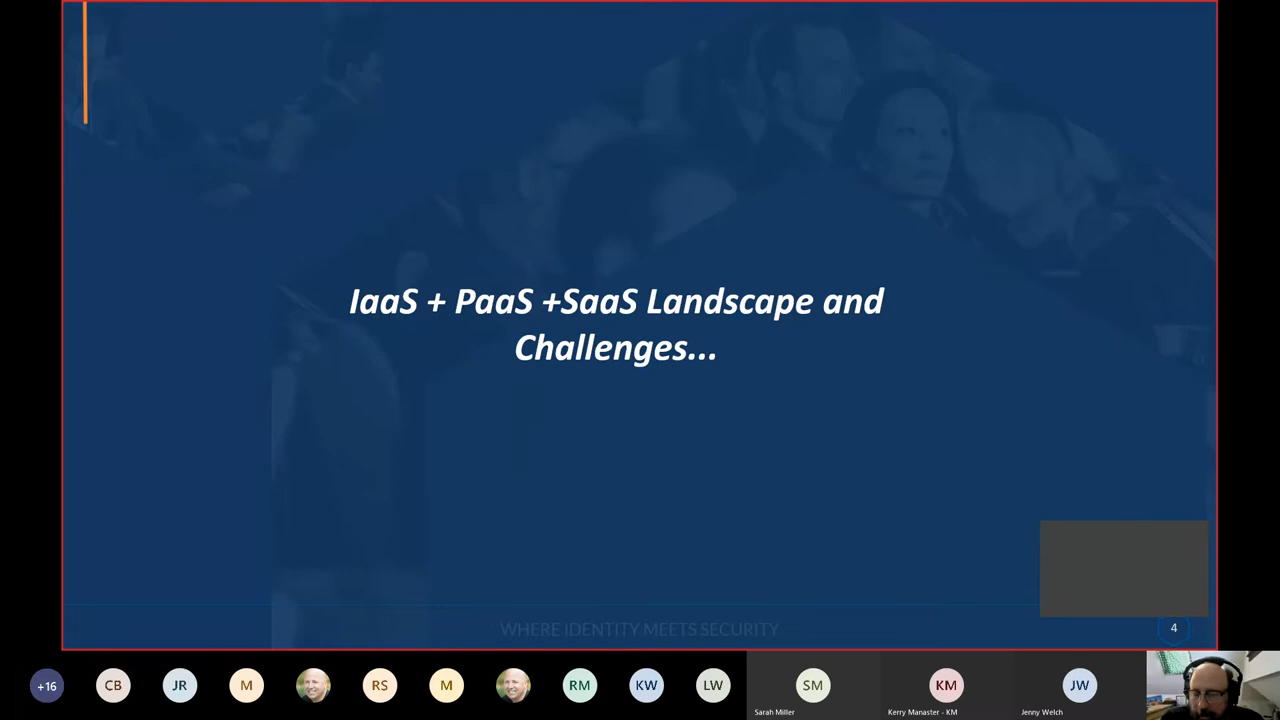 IaaS + PaaS +SaaS Landscape and
Challenges...
WHERE IDENTITY MEETS SECURITY
4
+16
CB
JR
M
RS
M
RM
KW
LW
SM
Sarah Miller
KM
Kerry Manaster - KM
JW
Jenny Welch